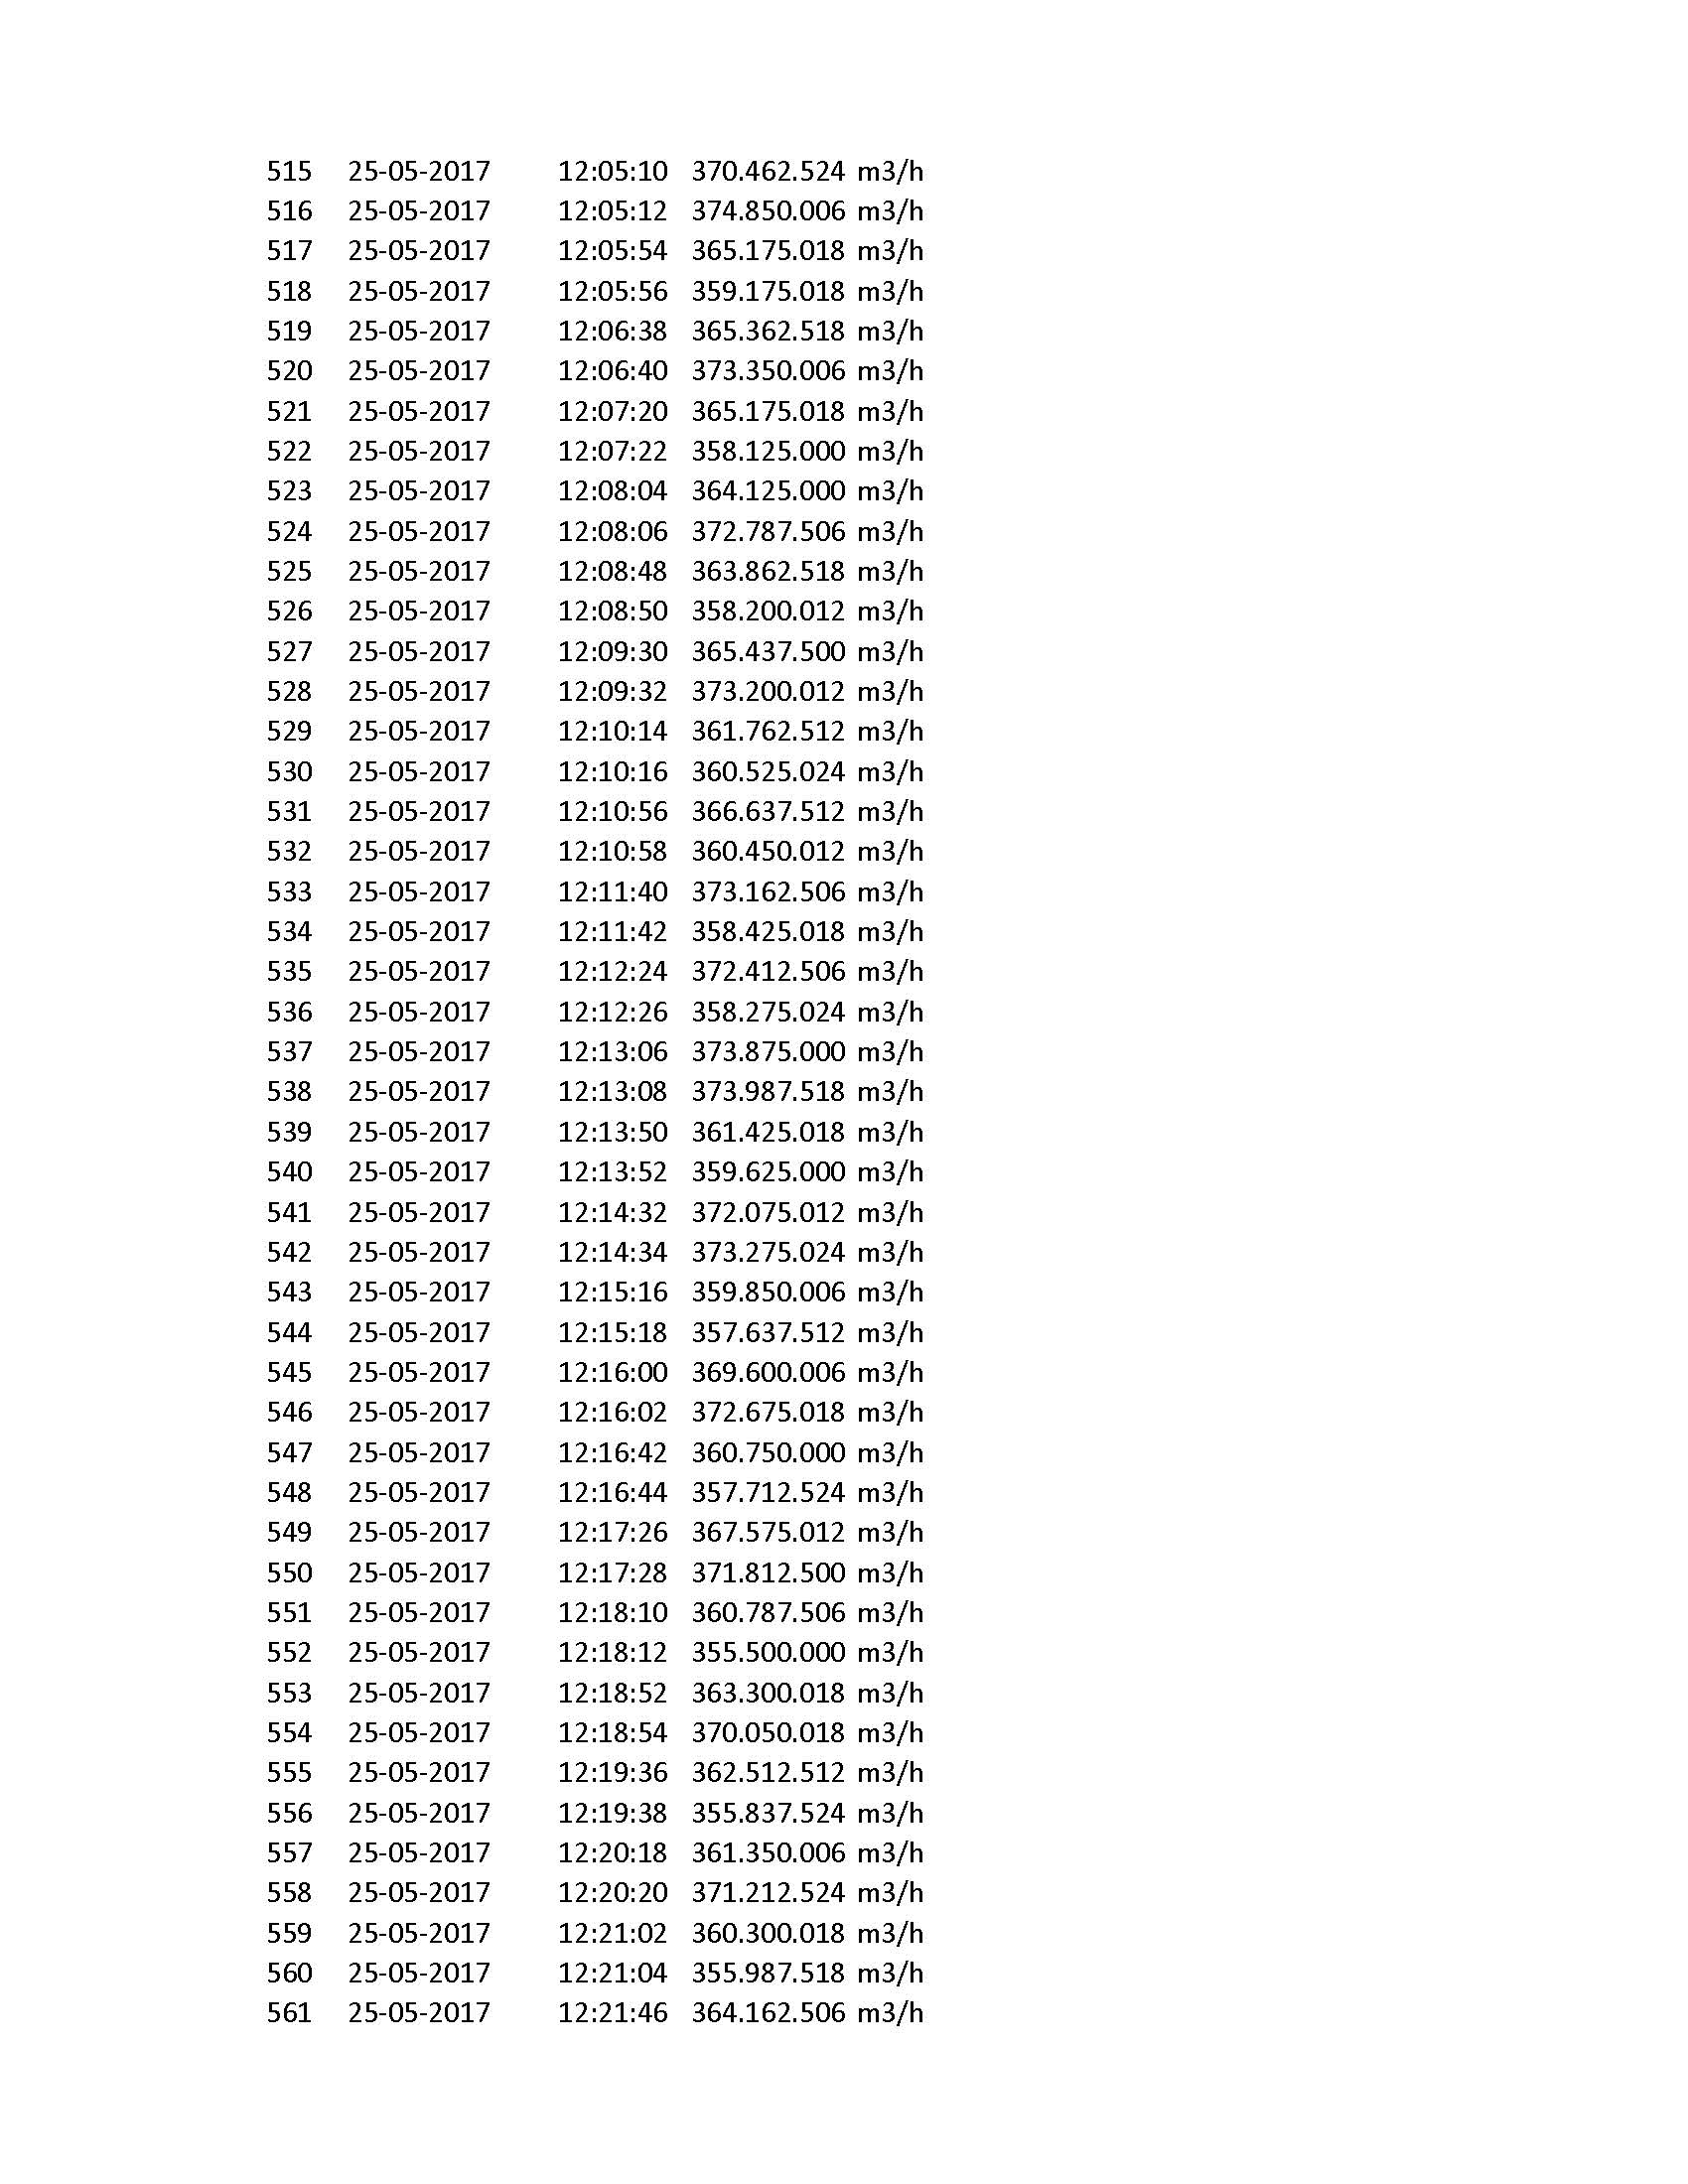 515 25-05-2017 12:05:10 370.462.524 m3/h
516 25-05-2017 12:05:12 374.850.006 m3/h
517 25-05-2017 12:05:54 365.175.018 m3/h
518 25-05-2017 12:05:56 359.175.018 m3/h
519 25-05-2017 12:06:38 365.362.518 m3/h
520 25-05-2017 12:06:40 373.350.006 m3/h
521 25-05-2017 12:07:20 365.175.018 m3/h
522 25-05-2017 12:07:22 358.125.000 m3/h
523 25-05-2017 12:08:04 364.125.000 m3/h
524 25-05-2017 12:08:06 372.787.506 m3/h
525 25-05-2017 12:08:48 363.862.518 m3/h
526 25-05-2017 12:08:50 358.200.012 m3/h
527 25-05-2017 12:09:30 365.437.500 m3/h
528 25-05-2017 12:09:32 373.200.012 m3/h
529 25-05-2017 12:10:14 361.762.512 m3/h
530 25-05-2017 12:10:16 360.525.024 m3/h
531 25-05-2017 12:10:56 366.637.512 m3/h
532 25-05-2017 12:10:58 360.450.012 m3/h
533 25-05-2017 12:11:40 373.162.506 m3/h
534 25-05-2017 12:11:42 358.425.018 m3/h
535 25-05-2017 12:12:24 372.412.506 m3/h
536 25-05-2017 12:12:26 358.275.024 m3/h
537 25-05-2017 12:13:06 373.875.000 m3/h
538 25-05-2017 12:13:08 373.987.518 m3/h
539 25-05-2017 12:13:50 361.425.018 m3/h
540 25-05-2017 12:13:52 359.625.000 m3/h
541 25-05-2017 12:14:32 372.075.012 m3/h
542 25-05-2017 12:14:34 373.275.024 m3/h
543 25-05-2017 12:15:16 359.850.006 m3/h
544 25-05-2017 12:15:18 357.637.512 m3/h
545 25-05-2017 12:16:00 369.600.006 m3/h
546 25-05-2017 12:16:02 372.675.018 m3/h
547 25-05-2017 12:16:42 360.750.000 m3/h
548 25-05-2017 12:16:44 357.712.524 m3/h
549 25-05-2017 12:17:26 367.575.012 m3/h
550 25-05-2017 12:17:28 371.812.500 m3/h
551 25-05-2017 12:18:10 360.787.506 m3/h
552 25-05-2017 12:18:12 355.500.000 m3/h
553 25-05-2017 12:18:52 363.300.018 m3/h
554 25-05-2017 12:18:54 370.050.018 m3/h
555 25-05-2017 12:19:36 362.512.512 m3/h
556 25-05-2017 12:19:38 355.837.524 m3/h
557 25-05-2017 12:20:18 361.350.006 m3/h
558 25-05-2017 12:20:20 371.212.524 m3/h
559 25-05-2017 12:21:02 360.300.018 m3/h
560 25-05-2017 12:21:04 355.987.518 m3/h
561 25-05-2017 12:21:46 364.162.506 m3/h